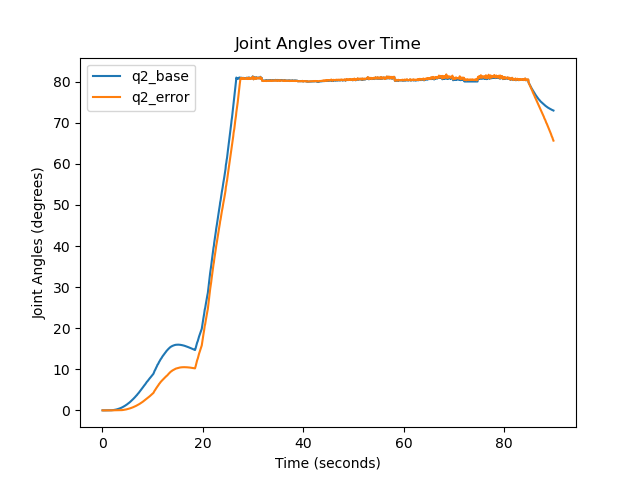 Joint Angles over Time
q2_base
q2_error
Joint Angles (degrees)
80
70
60
50
40
30
20
10
0
0 20 40 60 80
Time (seconds)